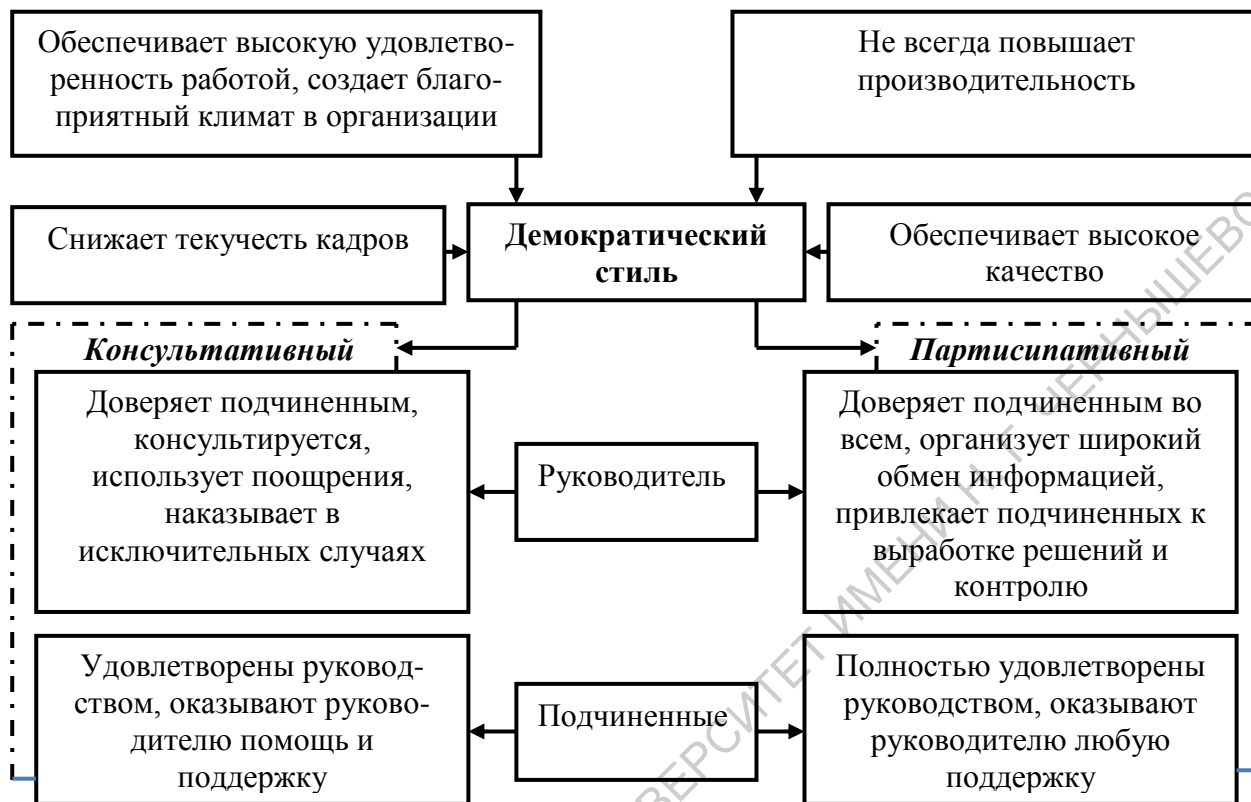 Обеспечивает высокую удовлетво-
ренность работой, создает благо-
приятный климат в организации
Не всегда повышает
производительность
Снижает текучесть кадров
Демократический
стиль
Обеспечивает высокое
качество
Консультативный
Партисипативный
Доверяет подчиненным,
консультируется,
использует поощрения,
наказывает в
исключительных случаях
Руководитель
Доверяет подчиненным во
всем, организует широкий
обмен информацией,
привлекает подчиненных к
выработке решений и
контролю
Удовлетворены руковод-
ством, оказывают руково-
дителю помощь и
поддержку
Подчиненные
Полностью удовлетворены
руководством, оказывают
руководителю любую
поддержку
ВЕРСИТЕТ ИМЕНИ Н. Г. ЧЕРНЫШЕВО